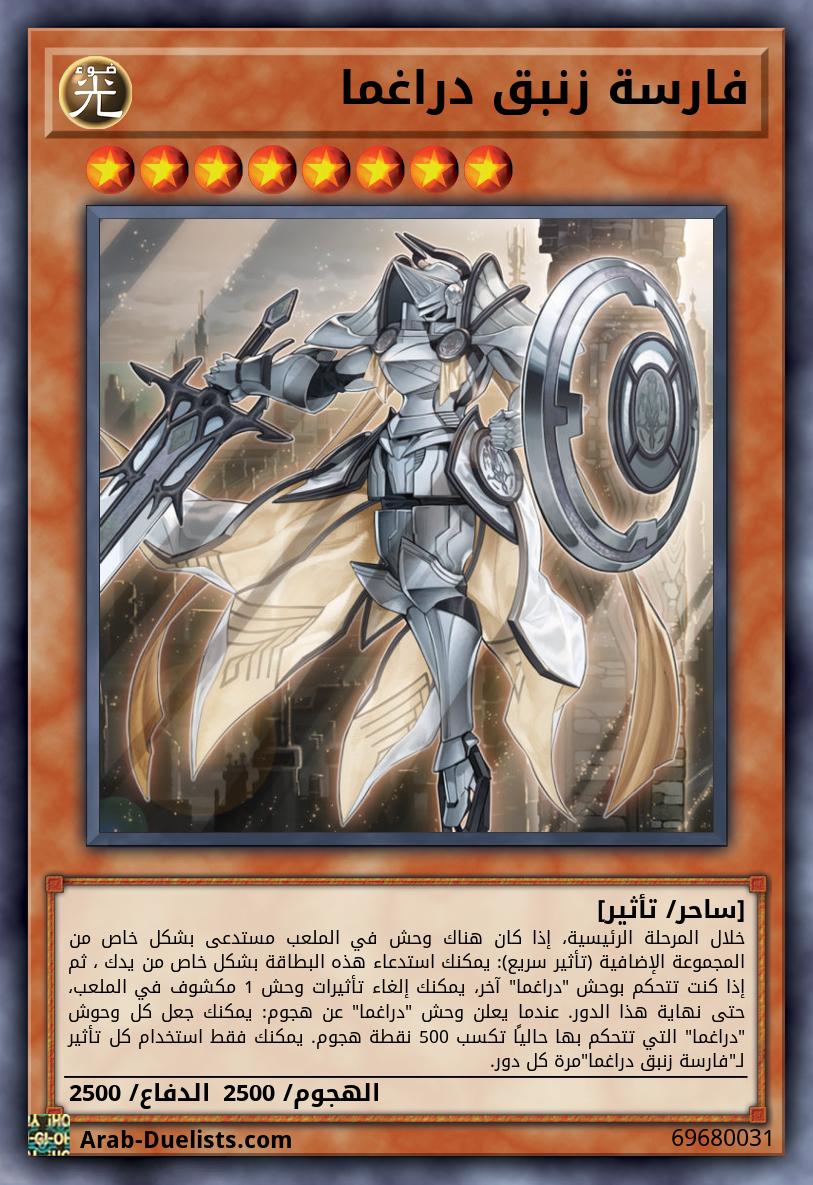 فارسة زنبق دراغما
ضوء
光
[ساحر/ تأثير]
خلال المرحلة الرئيسية، إذا كان هناك وحش في الملعب مستدعى بشكل خاص من
المجموعة الإضافية (تأثير سريع): يمكنك استدعاء هذه البطاقة بشكل خاص من يدك ، ثم
إذا كنت تتحكم بوحش "دراغما" آخر، يمكنك إلغاء تأثيرات وحش 1 مكشوف في الملعب،
حتى نهاية هذا الدور. عندما يعلن وحش "دراغما" عن هجوم: يمكنك جعل كل وحوش
"دراغما" التي تتحكم بها حالياً تكسب 500 نقطة هجوم. يمكنك فقط استخدام كل تأثير
لـ"فارسة زنبق دراغما"مرة كل دور.
الهجوم/ 2500 الدفاع/ 2500
Arab-Duelists.com
69680031